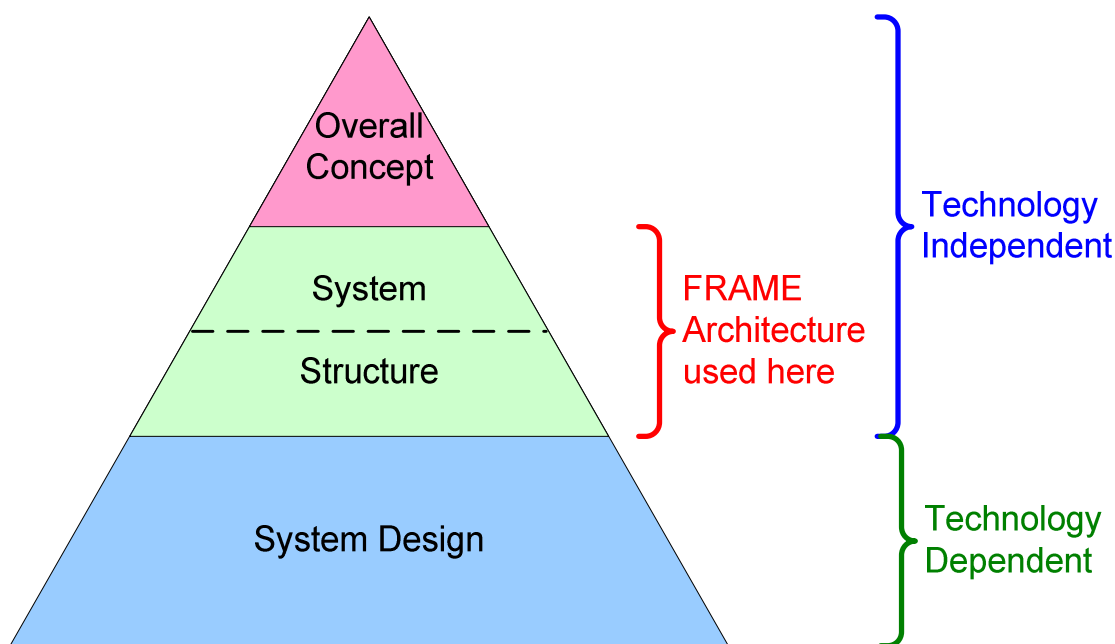 Overall
Concept
System
Structure
System Design
FRAME
Architecture
used here
Technology
Independent
Technology
Dependent